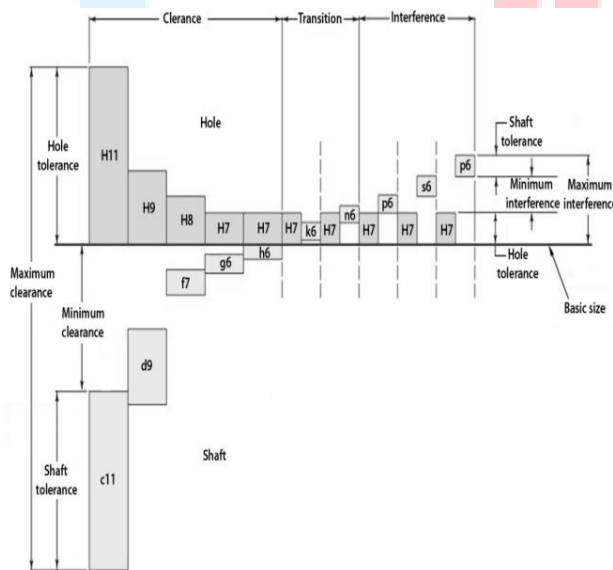 Clerance
Transition
Interference
Hole
tolerance
Hole
H11
H9
H8
H7
H7
H7
k6
H7
n6
H7
p6
H7
s6
H7
p6
Shaft
tolerance
Minimum
interference
Maximum
interference
Hole
tolerance
h6
g6
f7
Basic size
Maximum
clearance
Minimum
clearance
d9
c11
Shaft
tolerance
Shaft